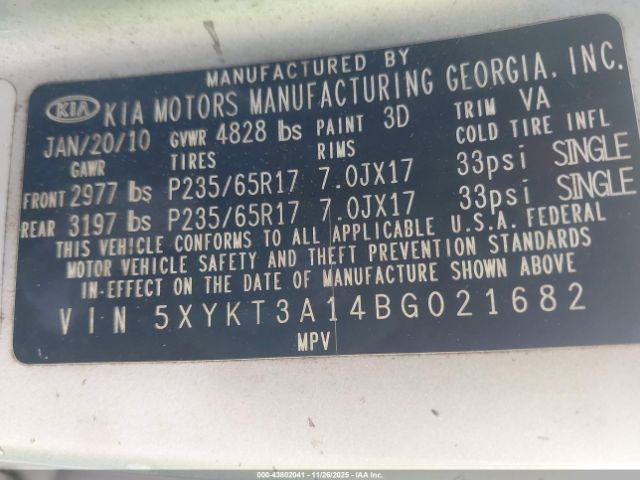 MANUFACTURED BY
KIA KIA MOTORS MANUFACTURING GEORGIA, INC.
JAN/20/10 GVWR 4828 lbs PAINT 3D TRIM VA
GAWR TIRES RIMS COLD TIRE INFL
FRONT 2977 lbs P235/65R17 7.0JX17 33psi SINGLE
REAR 3197 lbs P235/65R17 7.0JX17 33psi SINGLE
THIS VEHICLE CONFORMS TO ALL APPLICABLE U.S.A. FEDERAL
MOTOR VEHICLE SAFETY AND THEFT PREVENTION STANDARDS
IN-EFFECT ON THE DATE OF MANUFACTURE SHOWN ABOVE
VIN 5XYKT3A14BG021682
MPV
000-43802041 - 11/26/2025 - IAAI.COM